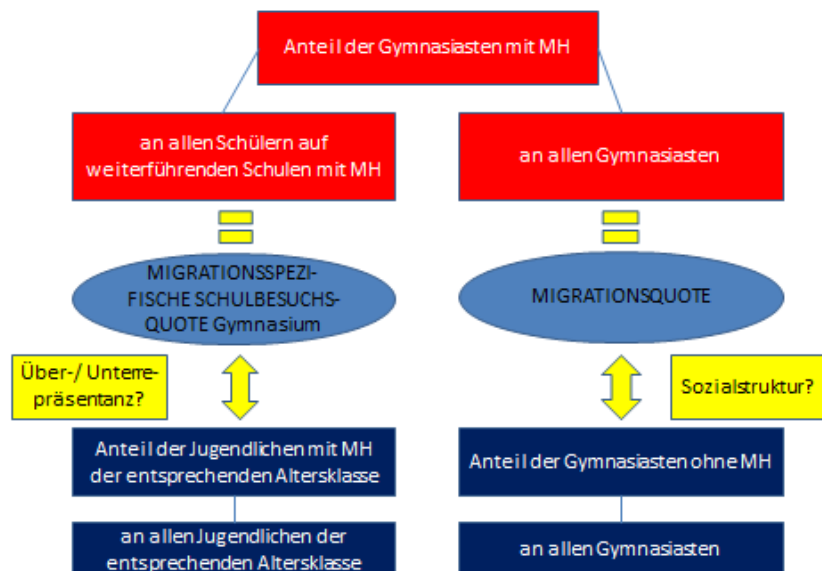 Anteil der Gymnasiasten mit MH
an allen Schülern auf
weiterführenden Schulen mit MH
an allen Gymnasiasten
MIGRATIONSSPEZI-
FISCHE SCHULBESUCHS-
QUOTE Gymnasium
MIGRATIONSQUOTE
Über-/ Unterre-
präsentanz?
Sozialstruktur?
Anteil der Jugendlichen mit MH
der entsprechenden Altersklasse
Anteil der Gymnasiasten ohne MH
an allen Jugendlichen der
entsprechenden Altersklasse
an allen Gymnasiasten